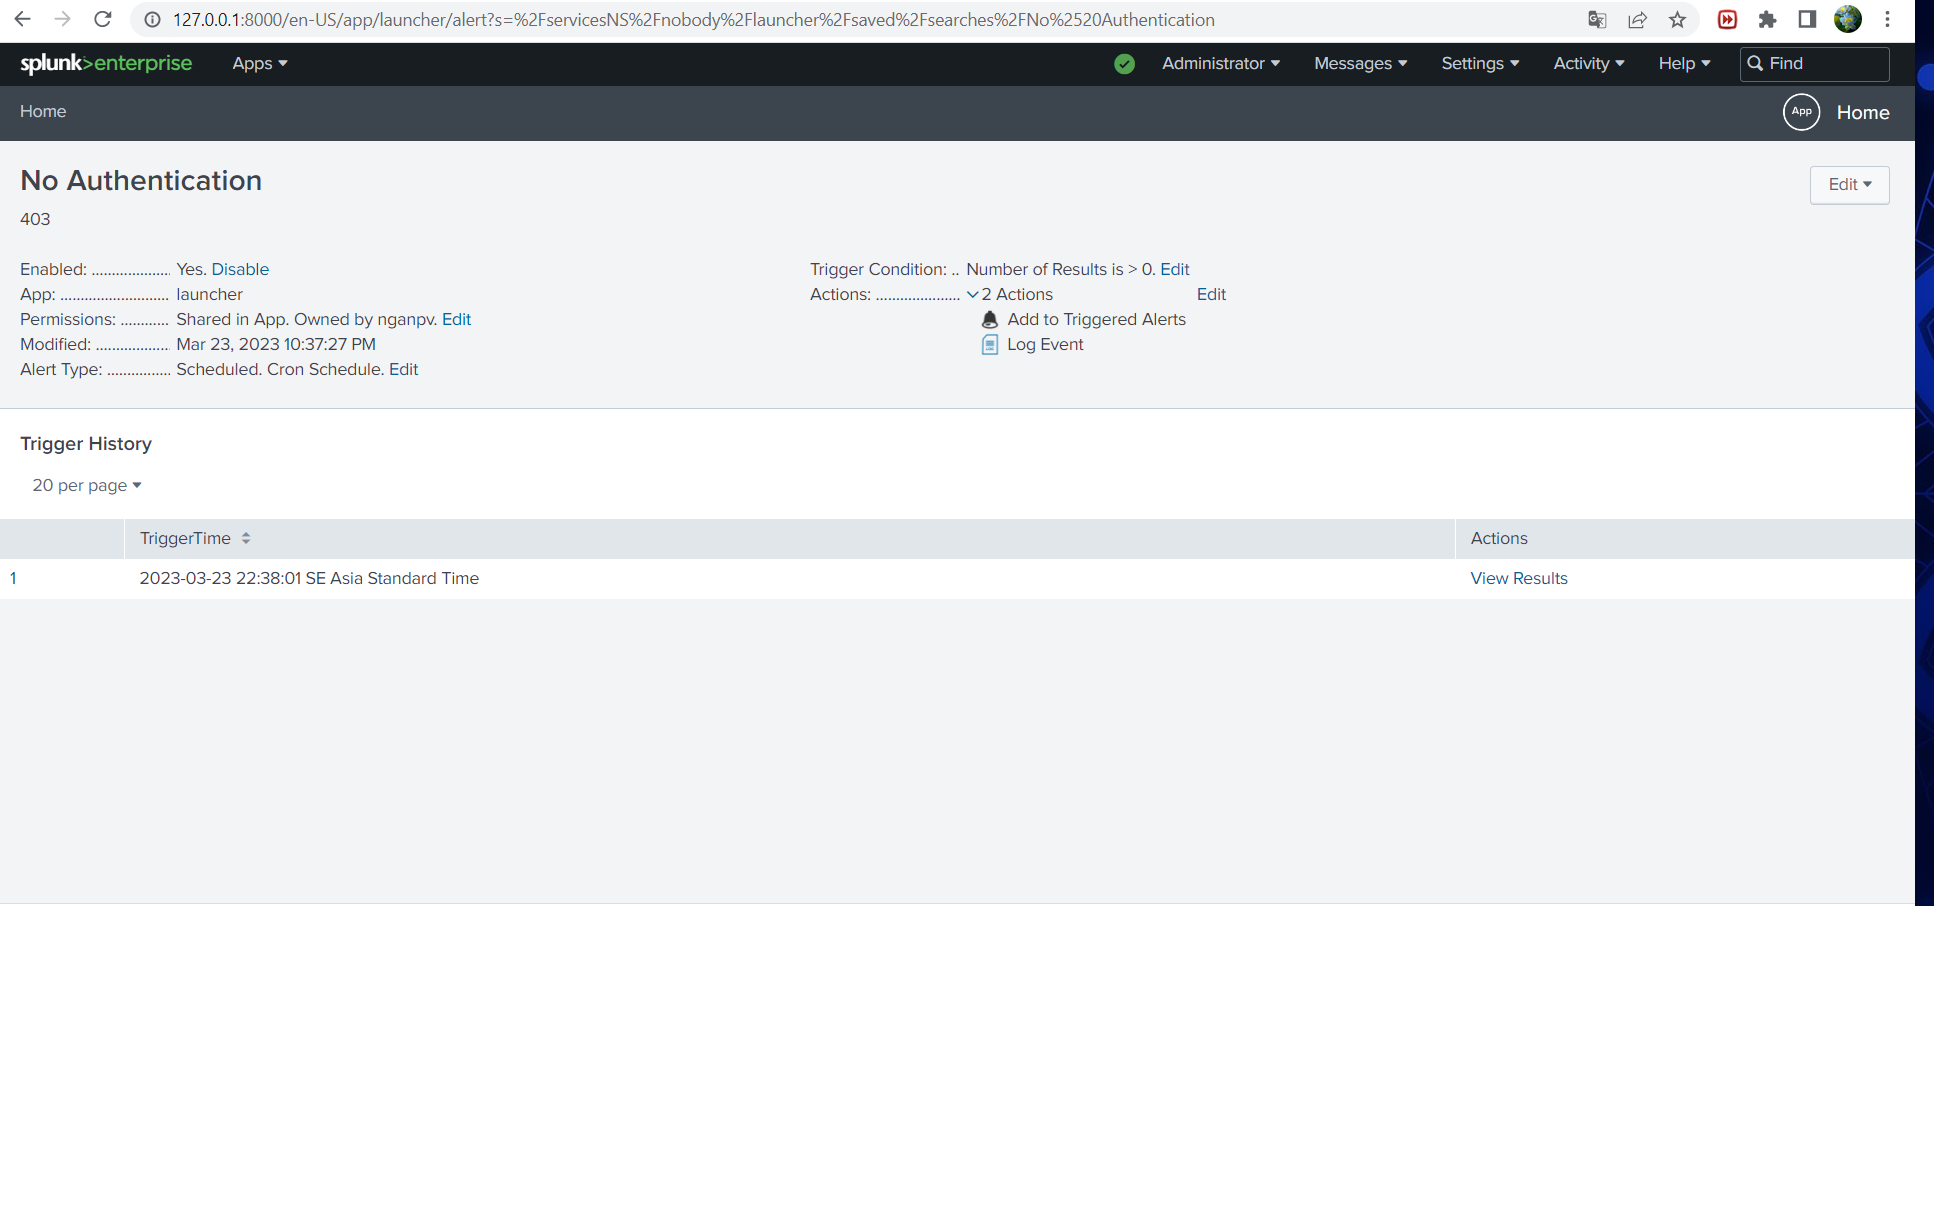 127.0.0.1:8000/en-US/app/launcher/alert?s=%2FservicesNS%2Fnobody%2Flauncher%2Fsaved%2Fsearches%2FNo%2520Authentication
splunk>enterprise Apps Administrator Messages Settings Activity Help Find
Home App Home
No Authentication Edit
403
Enabled: .................... Yes. Disable
App: ........................... launcher
Permissions: ............ Shared in App. Owned by nganpv. Edit
Modified: ................... Mar 23, 2023 10:37:27 PM
Alert Type: ................ Scheduled. Cron Schedule. Edit
Trigger Condition: .. Number of Results is > 0. Edit
Actions: ..................... 2 Actions Edit
Add to Triggered Alerts
Log Event
Trigger History
20 per page
TriggerTime Actions
1 2023-03-23 22:38:01 SE Asia Standard Time View Results